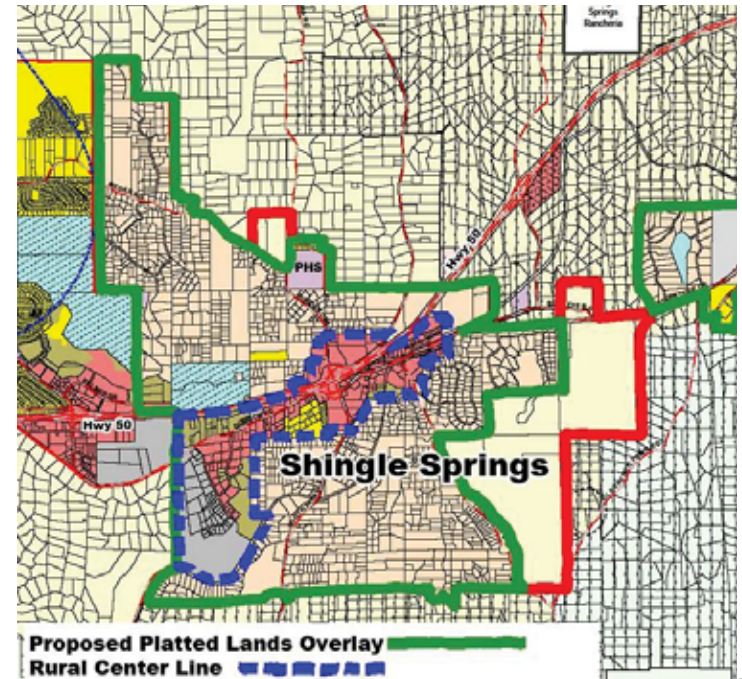 Springs
Rancheria
Hwy 50
PHS
Hwy 50
Shingle Springs
Proposed Platted Lands Overlay
Rural Center Line